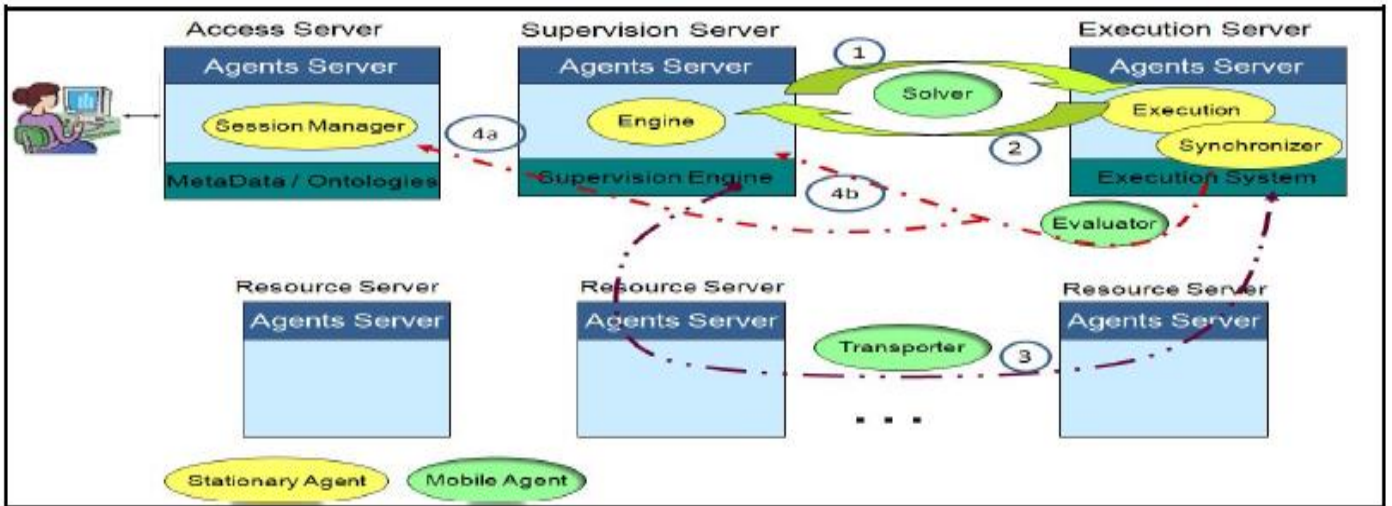 Access Server
Supervision Server
Execution Server
Agents Server
Agents Server
Agents Server
1
Solver
Session Manager
4a
Engine
Execution
2
Synchronizer
MetaData / Ontologies
Supervision Engine
4b
Execution System
Evaluator
Resource Server
Resource Server
Resource Server
Agents Server
Agents Server
Agents Server
Transporter
3
. . .
Stationary Agent
Mobile Agent